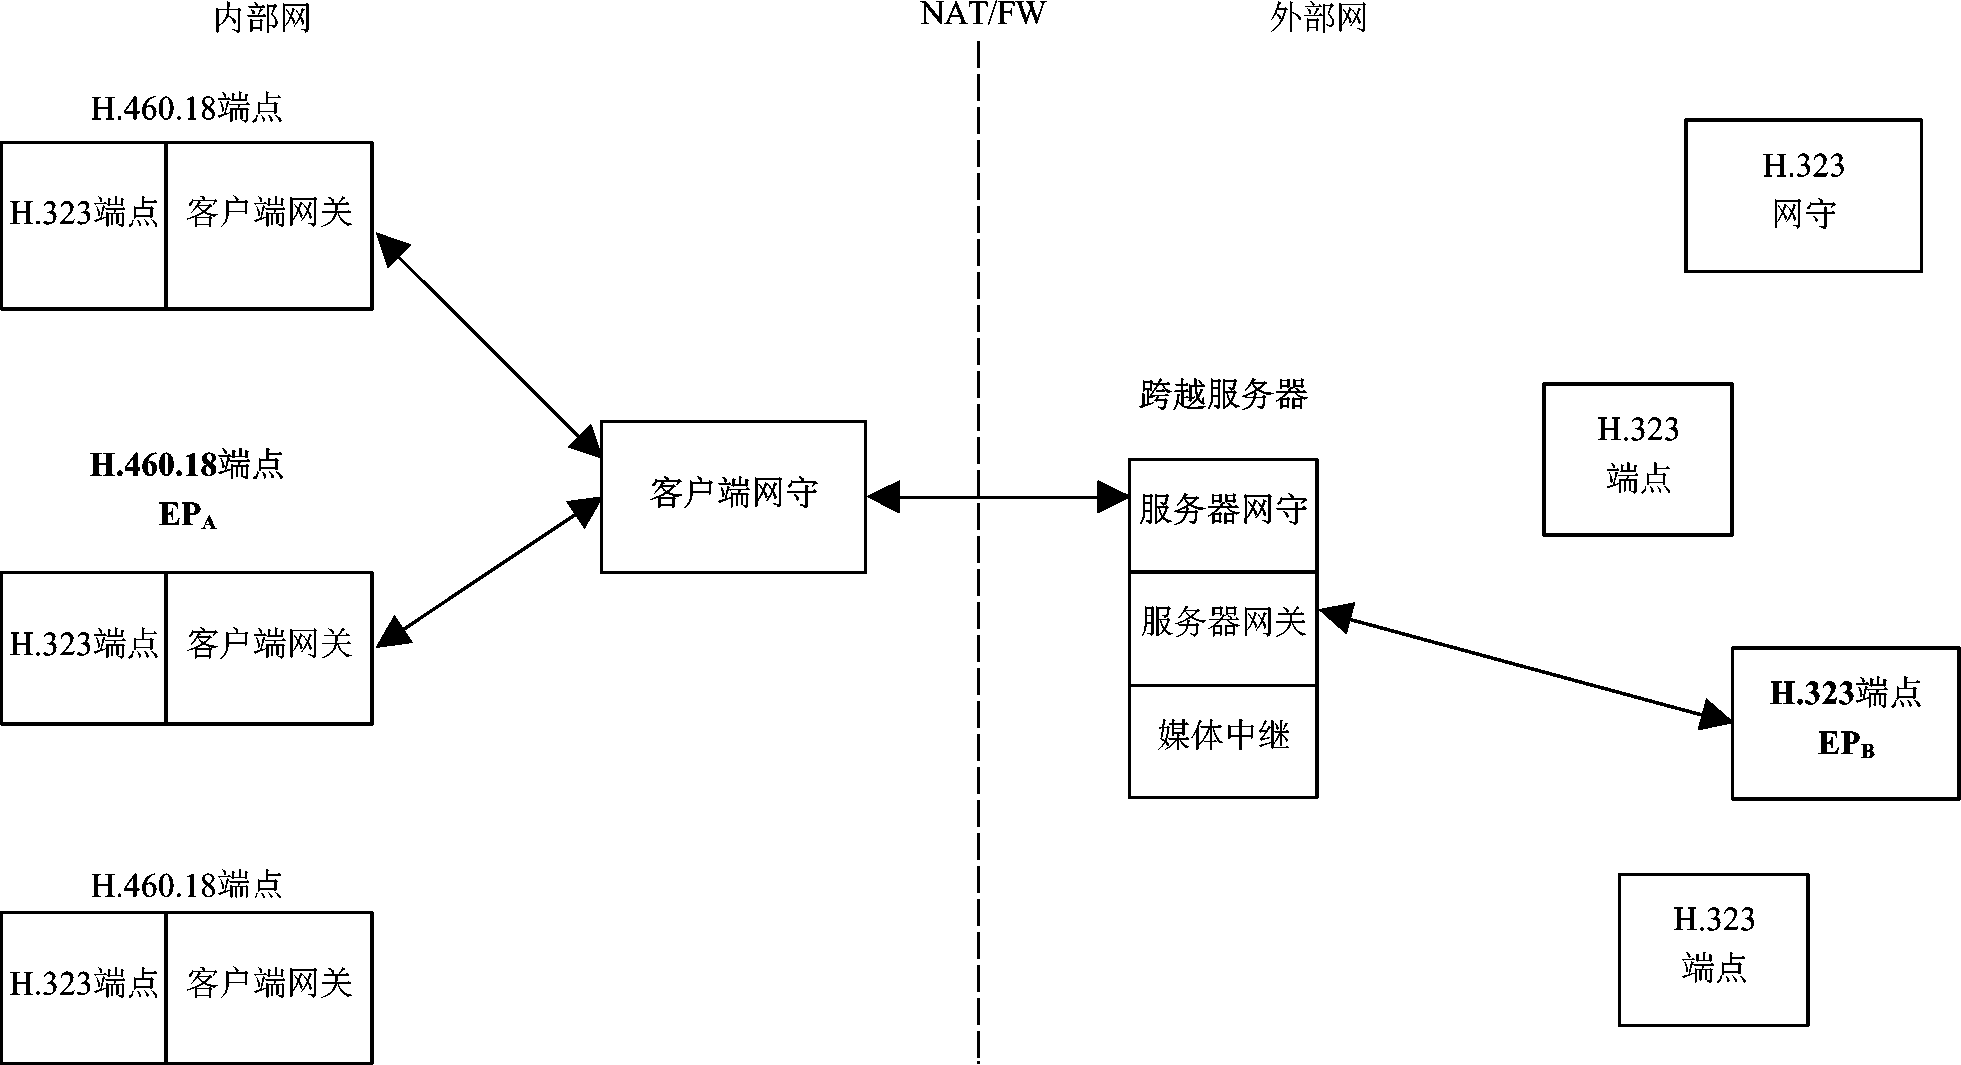 内部网
NAT/FW
外部网
H.460.18端点
H.323端点
客户端网关
H.323
网守
跨越服务器
H.323
端点
H.460.18端点
EPA
客户端网守
服务器网守
服务器网关
媒体中继
H.323端点
客户端网关
H.323端点
EPB
H.460.18端点
H.323端点
客户端网关
H.323
端点